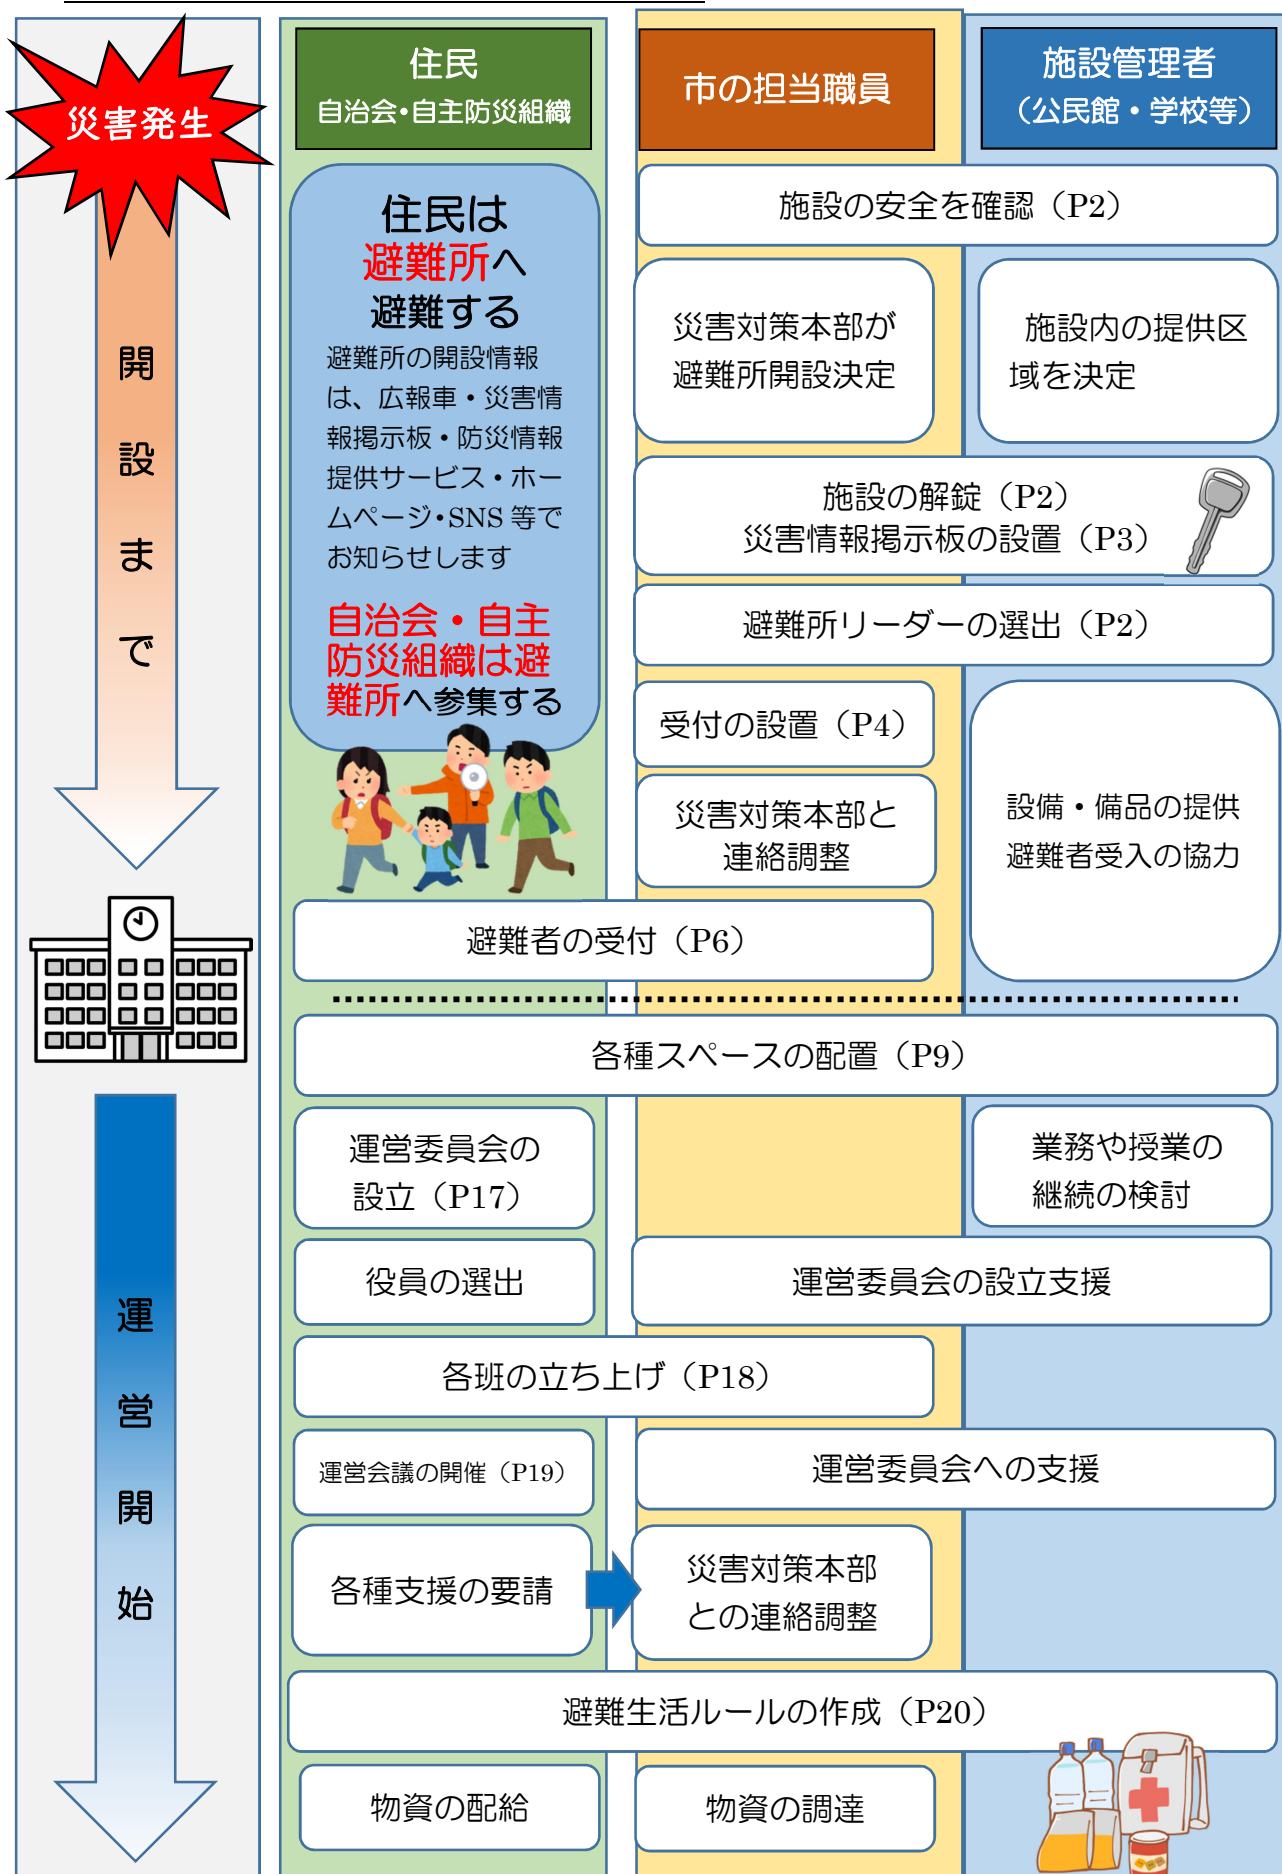 災害発生
開
設
ま
で
運
営
開
始
住民
自治会・自主防災組織
市の担当職員
施設管理者
（公民館・学校等）
住民は
避難所へ
避難する
避難所の開設情報
は、広報車・災害情
報掲示板・防災情報
提供サービス・ホー
ムページ・SNS 等で
お知らせします
自治会・自主
防災組織は避
難所へ参集する
施設の安全を確認（P2）
災害対策本部が
避難所開設決定
施設内の提供区
域を決定
施設の解錠（P2）
災害情報掲示板の設置（P3）
避難所リーダーの選出（P2）
受付の設置（P4）
災害対策本部と
連絡調整
設備・備品の提供
避難者受入の協力
避難者の受付（P6）
各種スペースの配置（P9）
運営委員会の
設立（P17）
業務や授業の
継続の検討
役員の選出
運営委員会の設立支援
各班の立ち上げ（P18）
運営会議の開催（P19）
運営委員会への支援
各種支援の要請
災害対策本部
との連絡調整
避難生活ルールの作成（P20）
物資の配給
物資の調達